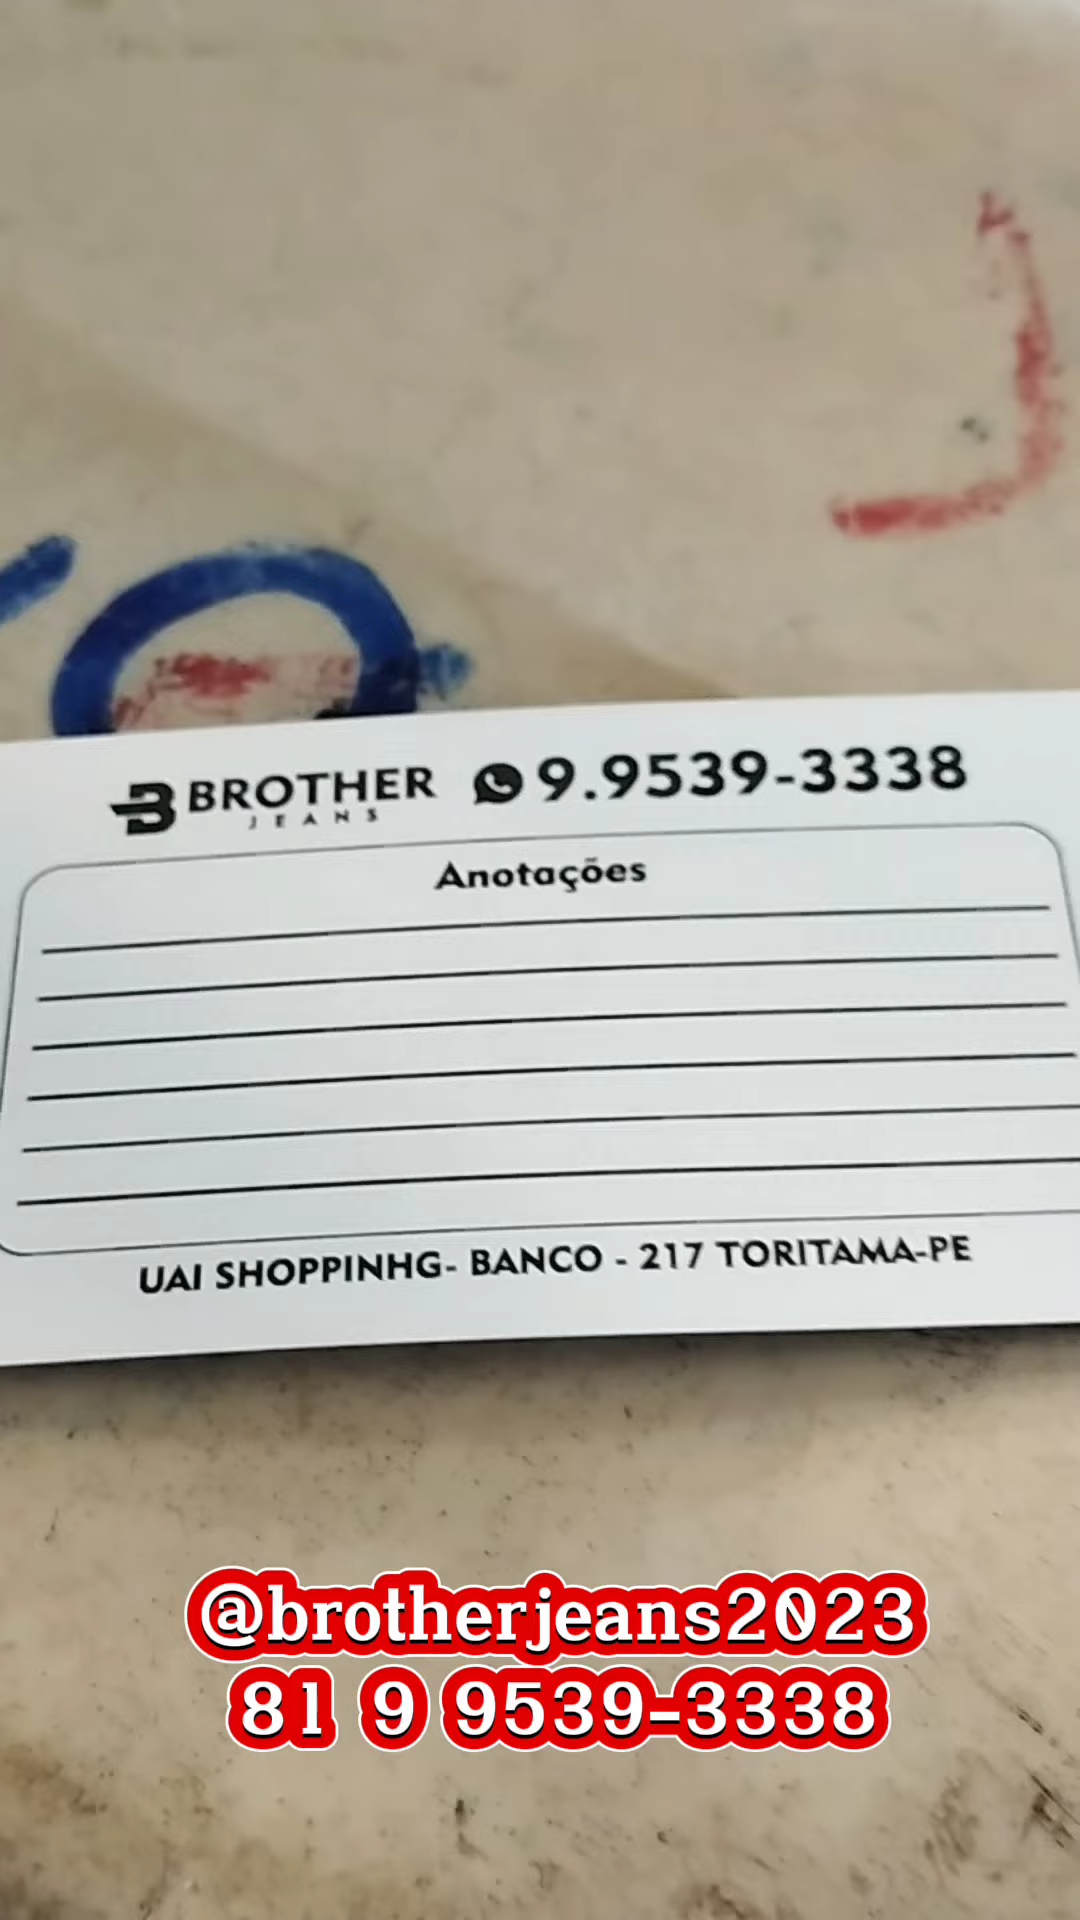 BROTHER 9.9539-3338
JEANS
Anotações
UAI SHOPPINHG- BANCO - 217 TORITAMA-PE
@brotherjeans2023
81 9 9539-3338